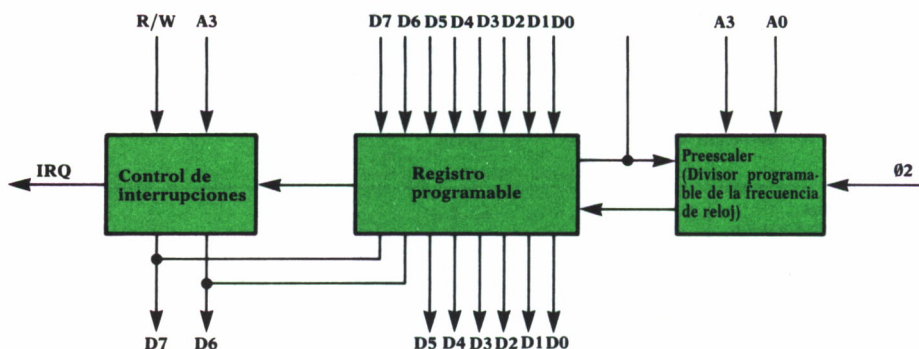 R/W A3 D7 D6 D5 D4 D3 D2 D1 D0 A3 A0
IRQ
Control de
interrupciones
Registro
programable
Preescaler
(Divisor programa-
ble de la frecuencia
de reloj)
Ø2
D7 D6 D5 D4 D3 D2 D1 D0